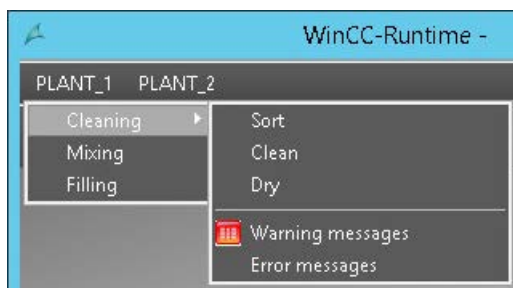 WinCC-Runtime -
PLANT_1 PLANT_2
Cleaning
Mixing
Filling
Sort
Clean
Dry
Warning messages
Error messages